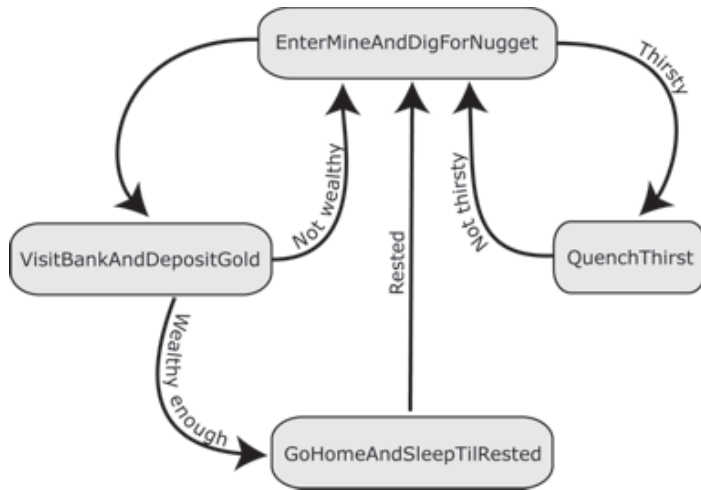 EnterMineAndDigForNugget
Thirsty
Not wealthy
Not thirsty
VisitBankAndDepositGold
Rested
QuenchThirst
Wealthy enough
GoHomeAndSleepTilRested